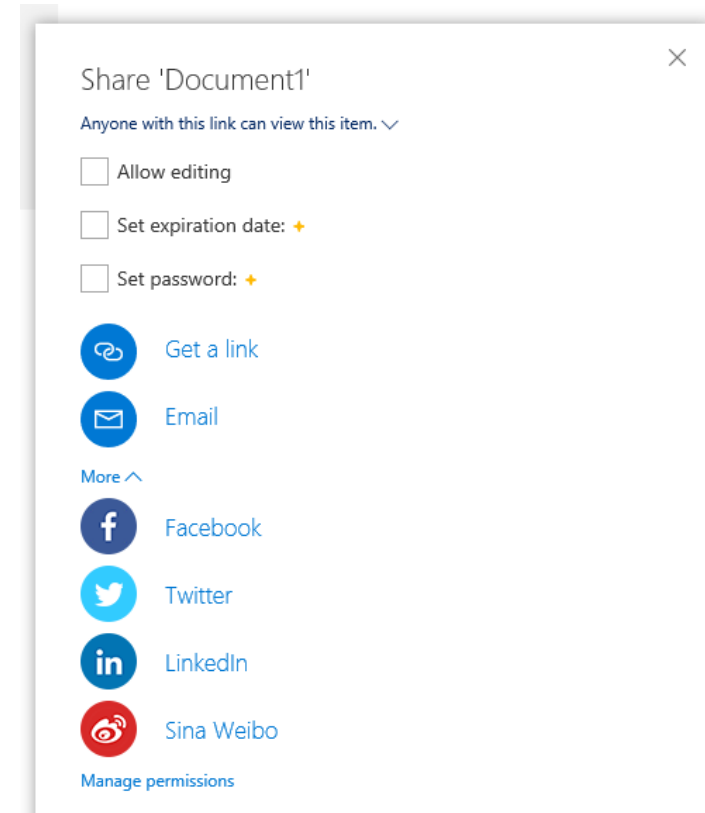 Share 'Document1'
Anyone with this link can view this item.
Allow editing
Set expiration date:
Set password:
Get a link
Email
More
Facebook
Twitter
LinkedIn
Sina Weibo
Manage permissions